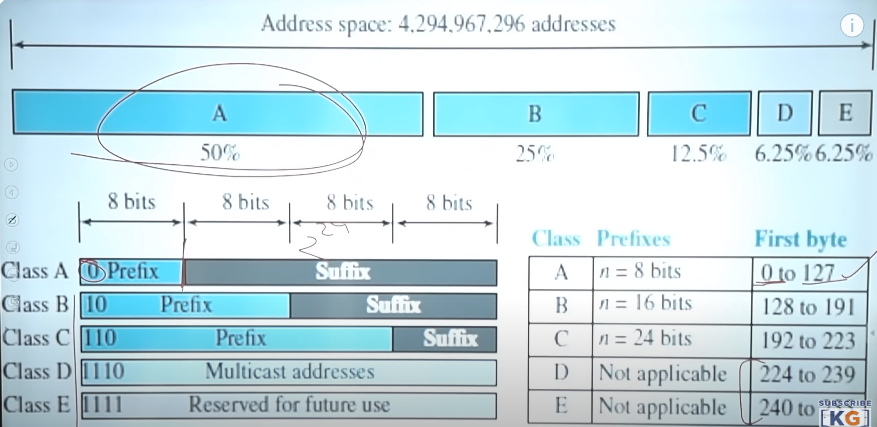 Address space: 4,294,967,296 addresses
A B C D E
50% 25% 12.5% 6.25% 6.25%
8 bits 8 bits 8 bits 8 bits
Class A 0 Prefix Suffix
Class B 10 Prefix Suffix
Class C 110 Prefix Suffix
Class D 1110 Multicast addresses
Class E 1111 Reserved for future use
Class Prefixes First byte
A n = 8 bits 0 to 127
B n = 16 bits 128 to 191
C n = 24 bits 192 to 223
D Not applicable 224 to 239
E Not applicable 240 to
SUBSCRIBE
KG